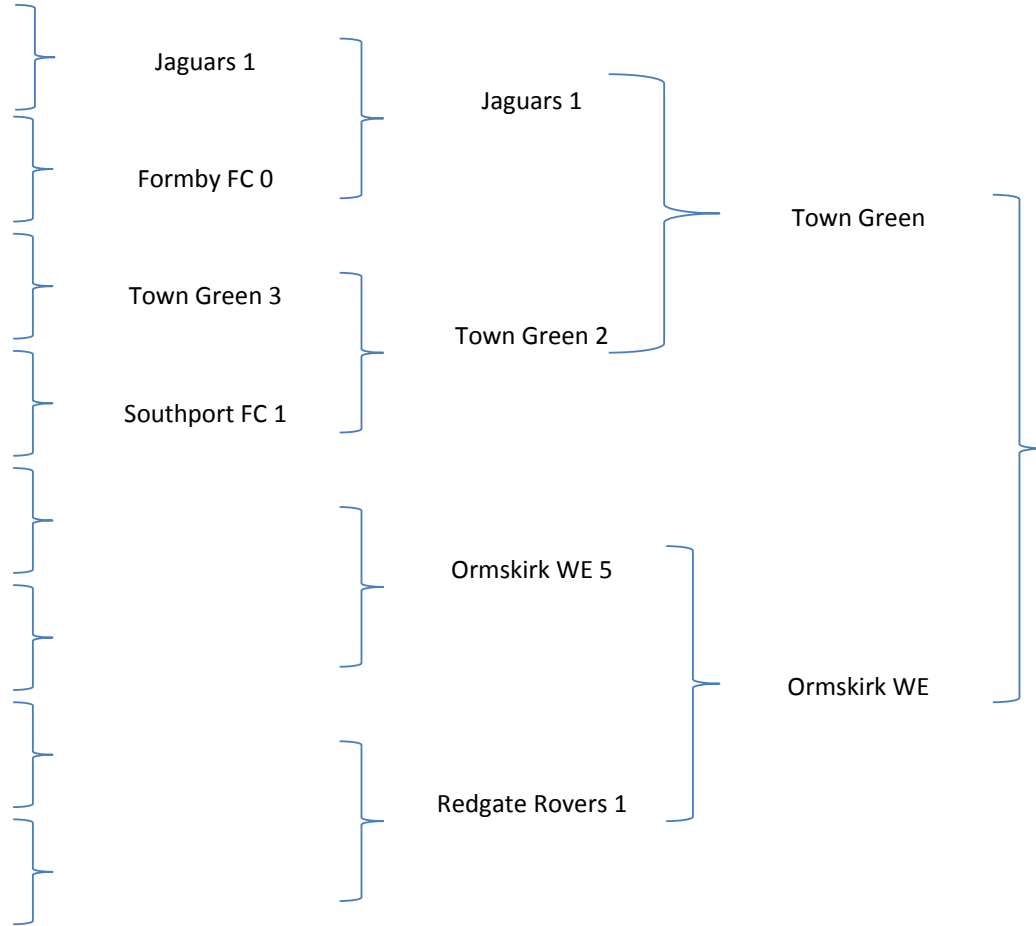 Jaguars 1
Formby FC 0
Town Green 3
Southport FC 1
Jaguars 1
Town Green 2
Ormskirk WE 5
Redgate Rovers 1
Town Green
Ormskirk WE